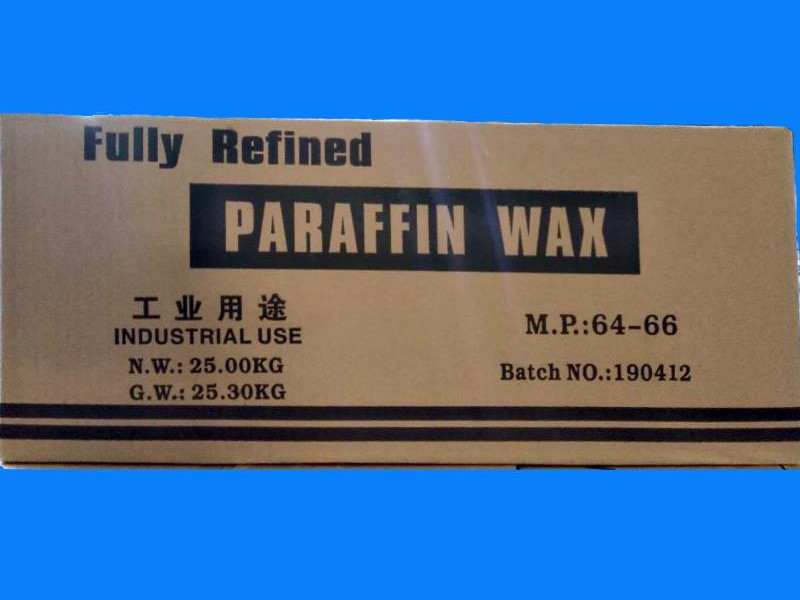 Fully Refined
PARAFFIN WAX
工业用途
INDUSTRIAL USE
N.W.: 25.00KG
G.W.: 25.30KG
M.P.:64-66
Batch NO.:190412